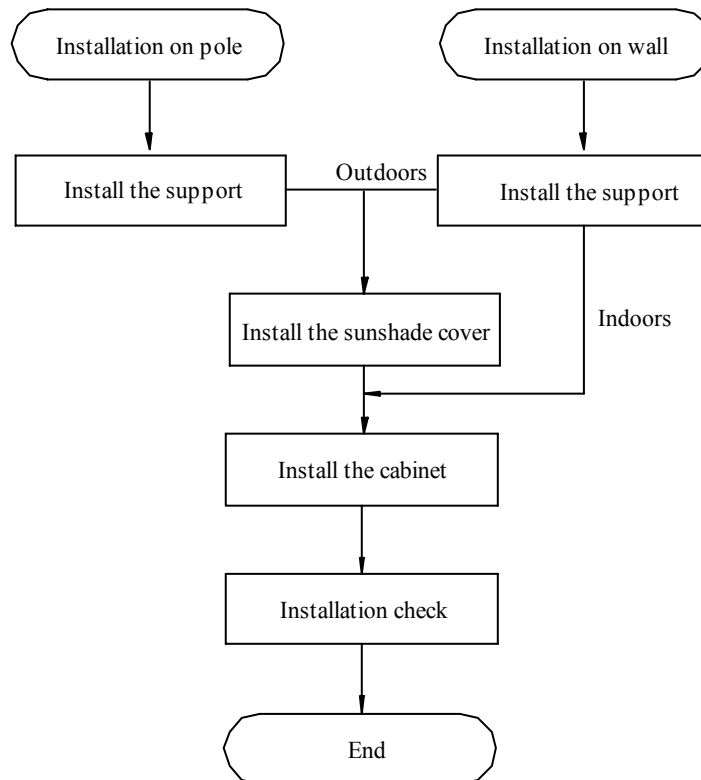 Installation on pole
Installation on wall
Outdoors
Install the support
Install the support
Install the sunshade cover
Indoors
Install the cabinet
Installation check
End